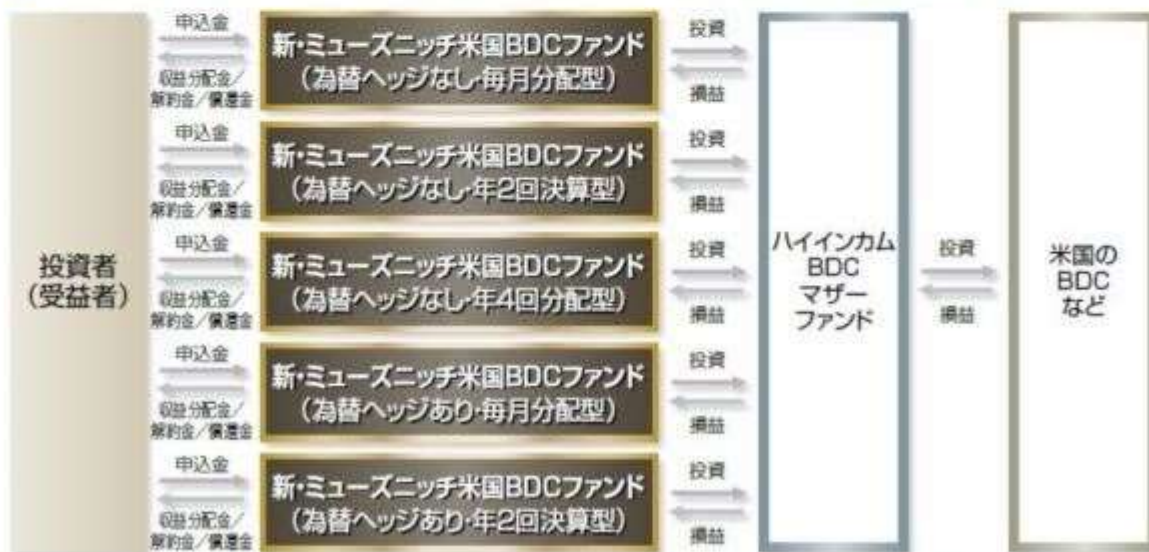 投資者
(受益者)
申込金
収益分配金/
解約金/償還金
新・ミューズニッチ米国BDCファンド
(為替ヘッジなし・毎月分配型)
投資
損益
申込金
収益分配金/
解約金/償還金
新・ミューズニッチ米国BDCファンド
(為替ヘッジなし・年2回決算型)
投資
損益
申込金
収益分配金/
解約金/償還金
新・ミューズニッチ米国BDCファンド
(為替ヘッジなし・年4回分配型)
投資
損益
申込金
収益分配金/
解約金/償還金
新・ミューズニッチ米国BDCファンド
(為替ヘッジあり・毎月分配型)
投資
損益
申込金
収益分配金/
解約金/償還金
新・ミューズニッチ米国BDCファンド
(為替ヘッジあり・年2回決算型)
投資
損益
ハイインカム
BDC
マザー
ファンド
投資
損益
米国の
BDC
など